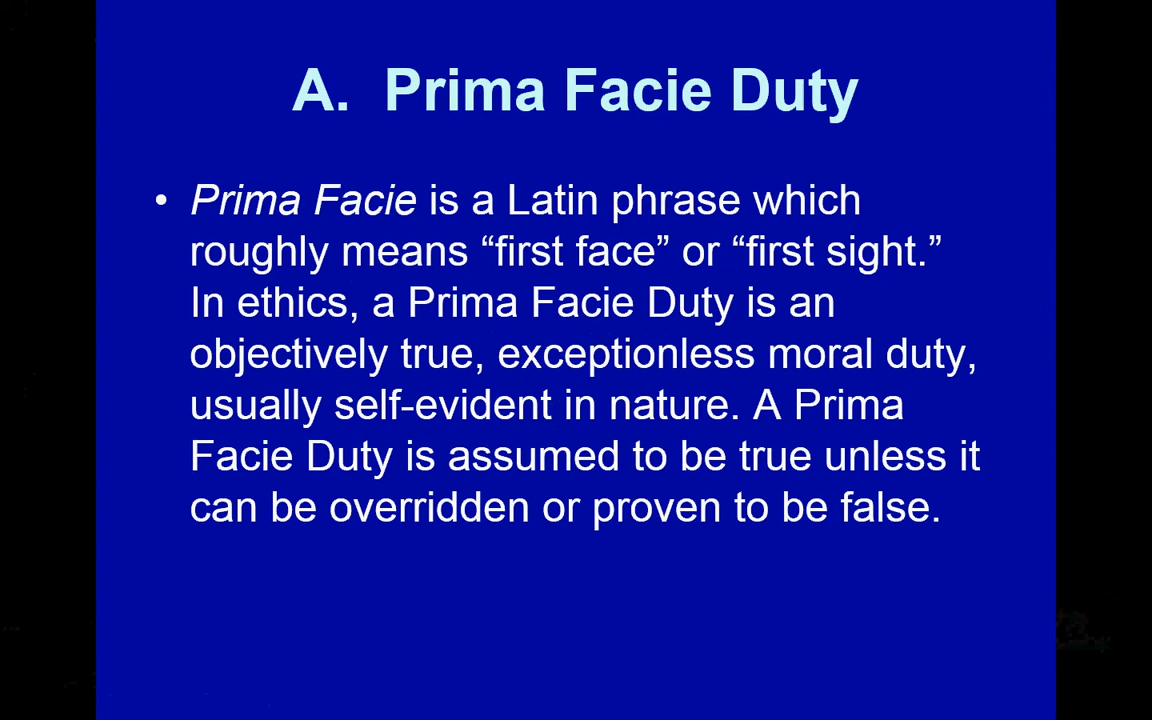 A. Prima Facie Duty
• Prima Facie is a Latin phrase which
roughly means “first face” or “first sight.”
In ethics, a Prima Facie Duty is an
objectively true, exceptionless moral duty,
usually self-evident in nature. A Prima
Facie Duty is assumed to be true unless it
can be overridden or proven to be false.